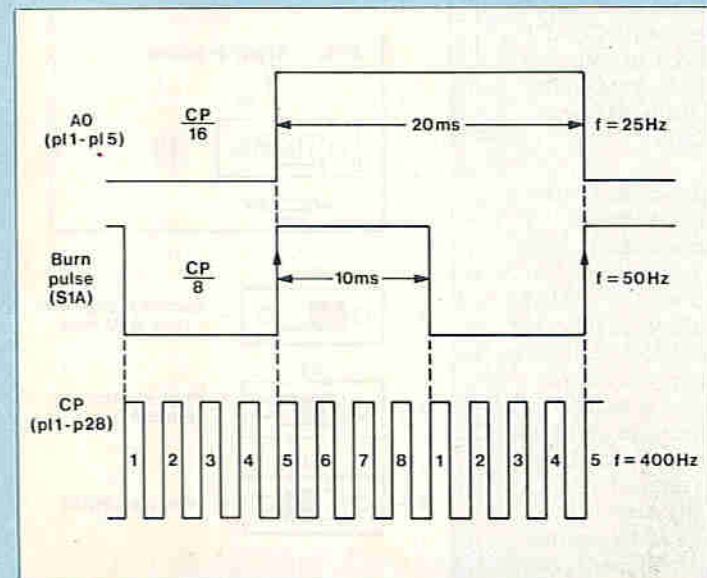 AO
(pl1-pl5)
CP
16
20ms
f=25Hz
Burn
pulse
(S1A)
CP
8
10ms
f=50Hz
CP
(pl1-p28)
1 2 3 4 5 6 7 8 1 2 3 4 5 f=400Hz